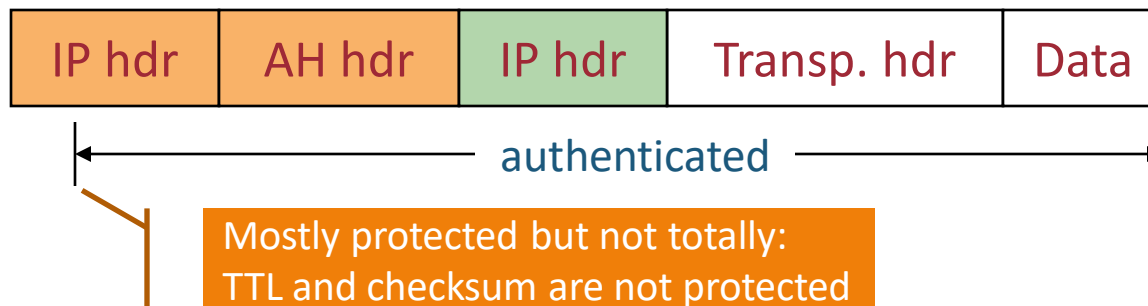 IP hdr AH hdr IP hdr Transp. hdr Data
authenticated
Mostly protected but not totally:
TTL and checksum are not protected